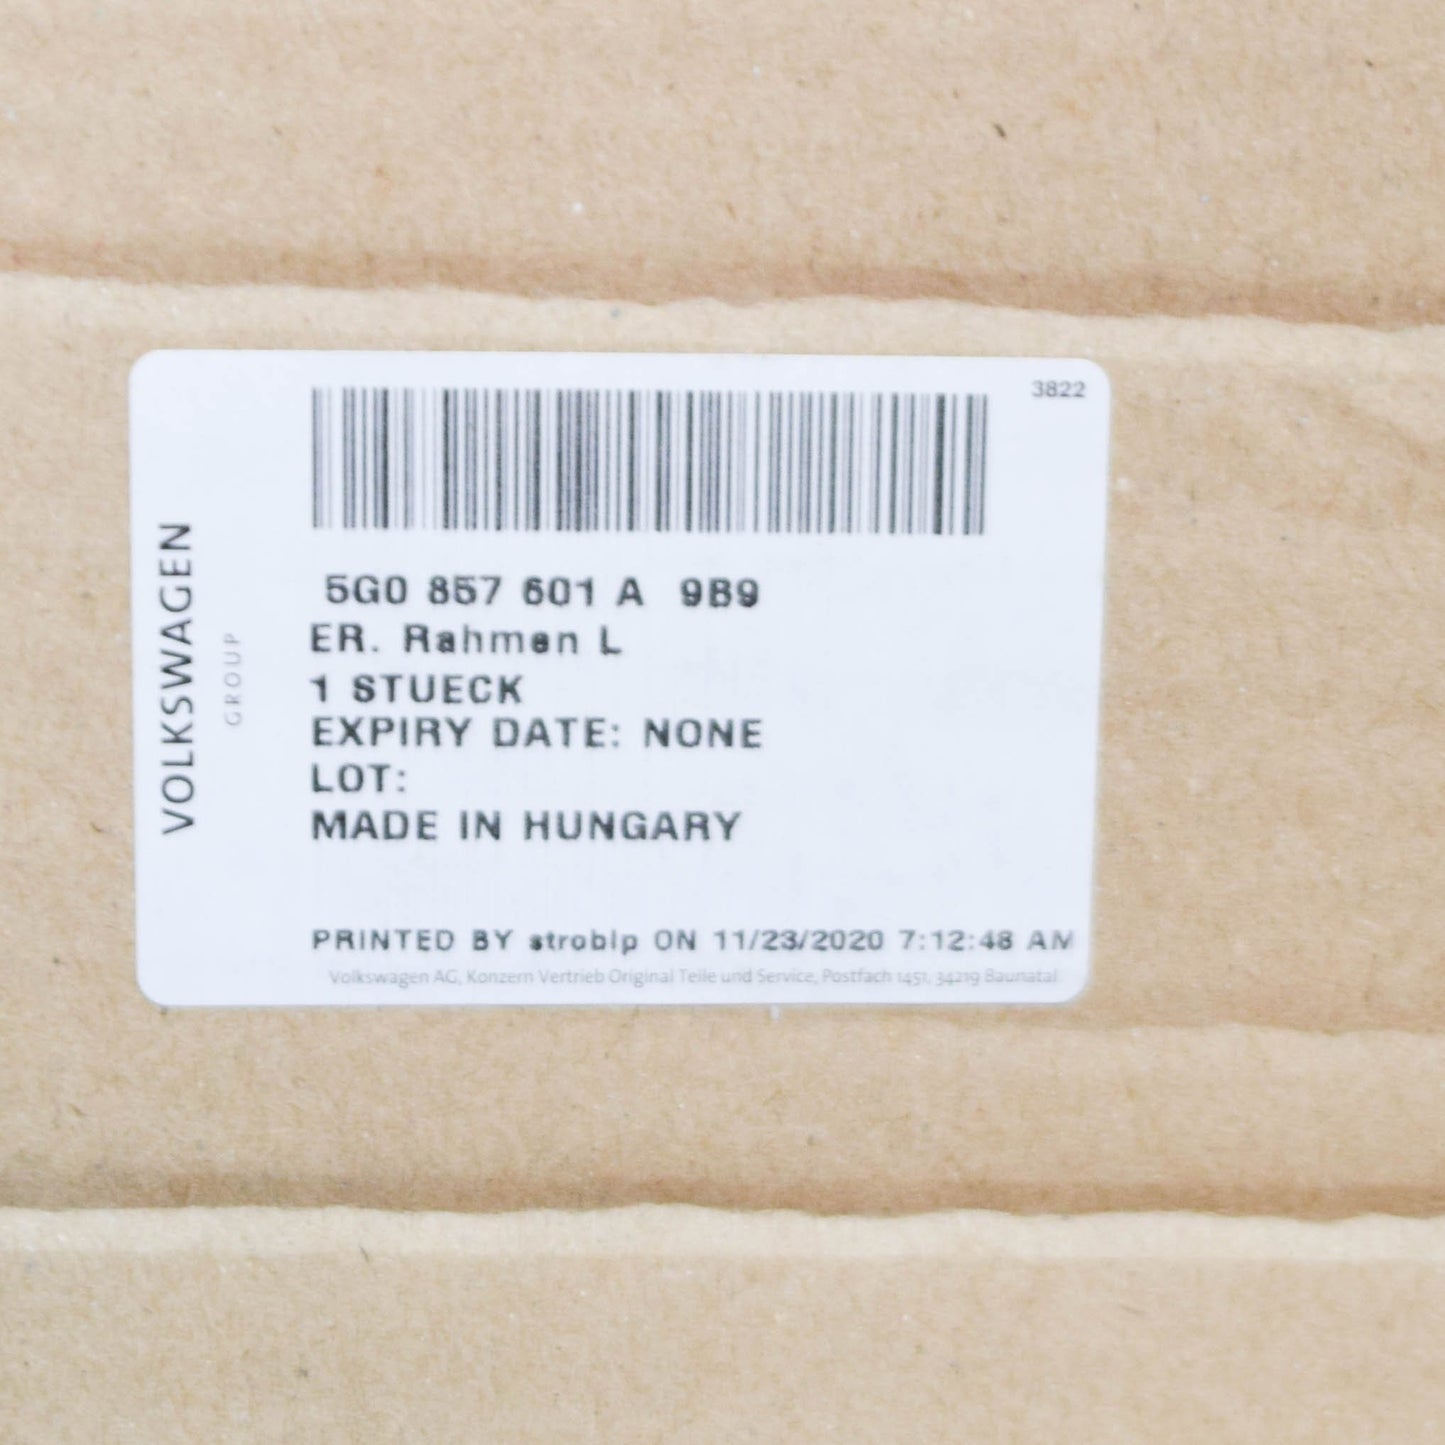 3822
VOLKSWAGEN
GROUP
5G0 857 601 A 9B9
ER. Rahmen L
1 STUECK
EXPIRY DATE: NONE
LOT:
MADE IN HUNGARY
PRINTED BY stroblp ON 11/23/2020 7:12:48 AM
Volkswagen AG, Konzern Vertrieb Original Teile und Service, Postfach 1451, 34219 Baunatal